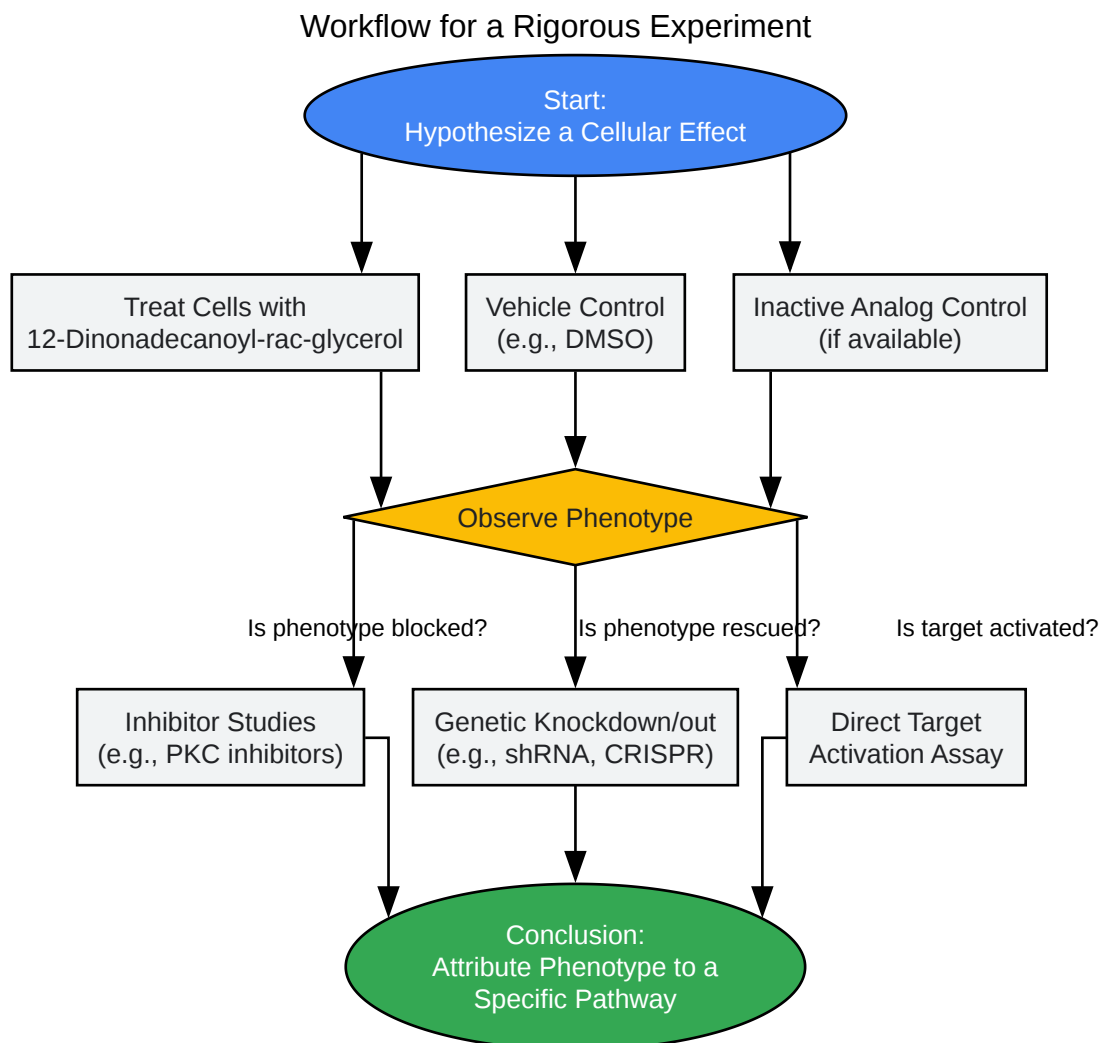 Workflow for a Rigorous Experiment
Start:
Hypothesize a Cellular Effect
Treat Cells with
12-Dinonadecanoyl-rac-glycerol
Vehicle Control
(e.g., DMSO)
Inactive Analog Control
(if available)
Observe Phenotype
Is phenotype blocked?
Is phenotype rescued?
Is target activated?
Inhibitor Studies
(e.g., PKC inhibitors)
Genetic Knockdown/out
(e.g., shRNA, CRISPR)
Direct Target
Activation Assay
Conclusion:
Attribute Phenotype to a
Specific Pathway